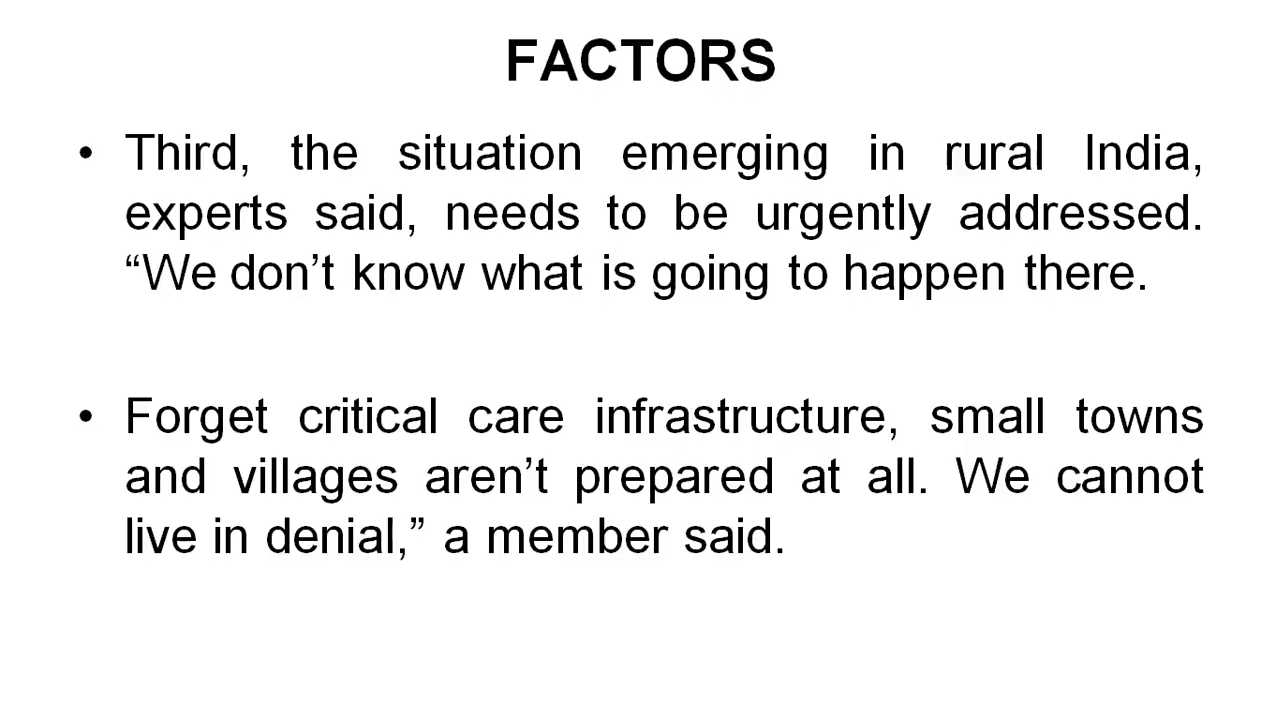 FACTORS
• Third, the situation emerging in rural India,
experts said, needs to be urgently addressed.
“We don’t know what is going to happen there.
• Forget critical care infrastructure, small towns
and villages aren’t prepared at all. We cannot
live in denial,” a member said.